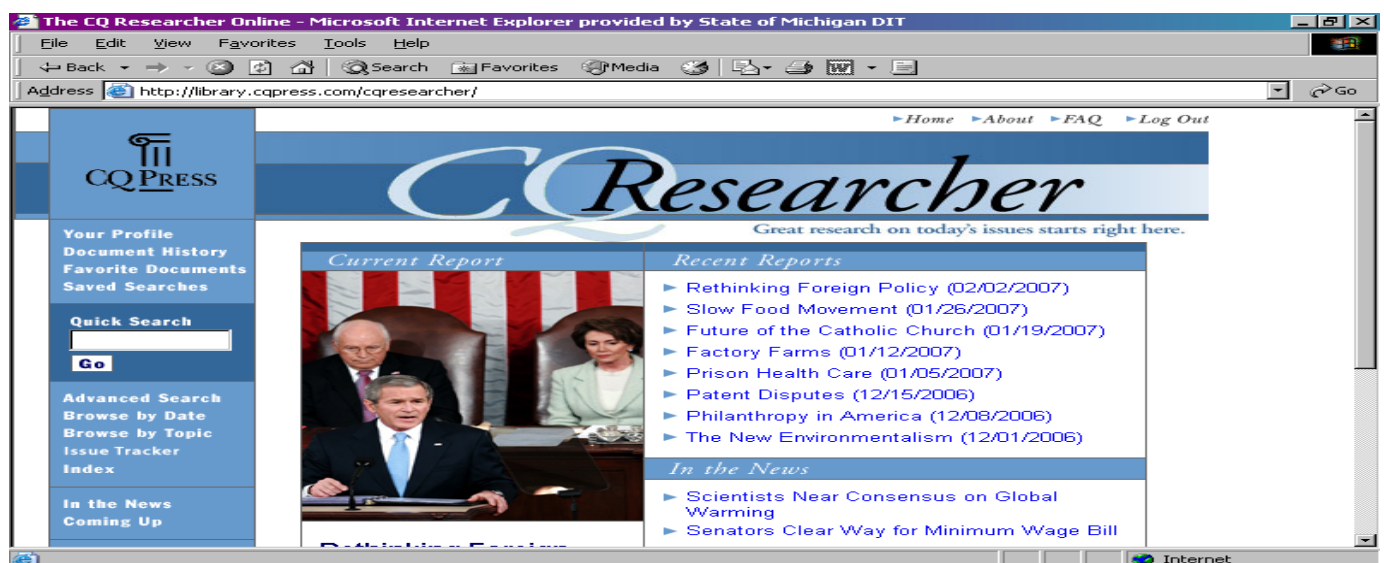 The CQ Researcher Online - Microsoft Internet Explorer provided by State of Michigan DIT
File Edit View Favorites Tools Help
Back Search Favorites Media
Address http://library.cqpress.com/cqresearcher/ Go
Home About FAQ Log Out
CQ PRESS
CQ Researcher
Great research on today's issues starts right here.
Your Profile
Document History
Favorite Documents
Saved Searches
Quick Search
Go
Advanced Search
Browse by Date
Browse by Topic
Issue Tracker
Index
In the News
Coming Up
Current Report
Rethinking Foreign
Recent Reports
Rethinking Foreign Policy (02/02/2007)
Slow Food Movement (01/26/2007)
Future of the Catholic Church (01/19/2007)
Factory Farms (01/12/2007)
Prison Health Care (01/05/2007)
Patent Disputes (12/15/2006)
Philanthropy in America (12/08/2006)
The New Environmentalism (12/01/2006)
In the News
Scientists Near Consensus on Global
Warming
Senators Clear Way for Minimum Wage Bill
Internet